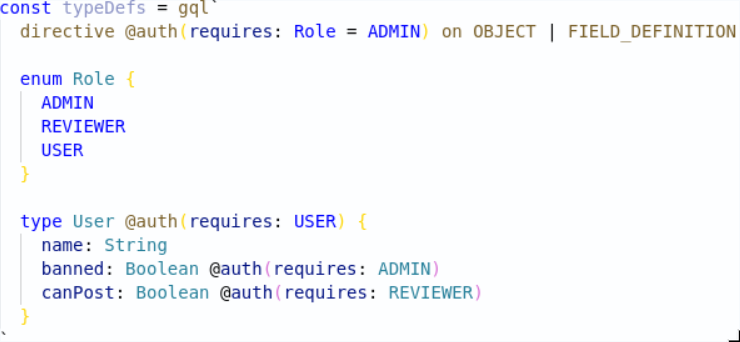 const typeDefs = gql`
  directive @auth(requires: Role = ADMIN) on OBJECT | FIELD_DEFINITION
  enum Role {
    ADMIN
    REVIEWER
    USER
  }
  type User @auth(requires: USER) {
    name: String
    banned: Boolean @auth(requires: ADMIN)
    canPost: Boolean @auth(requires: REVIEWER)
  }
`